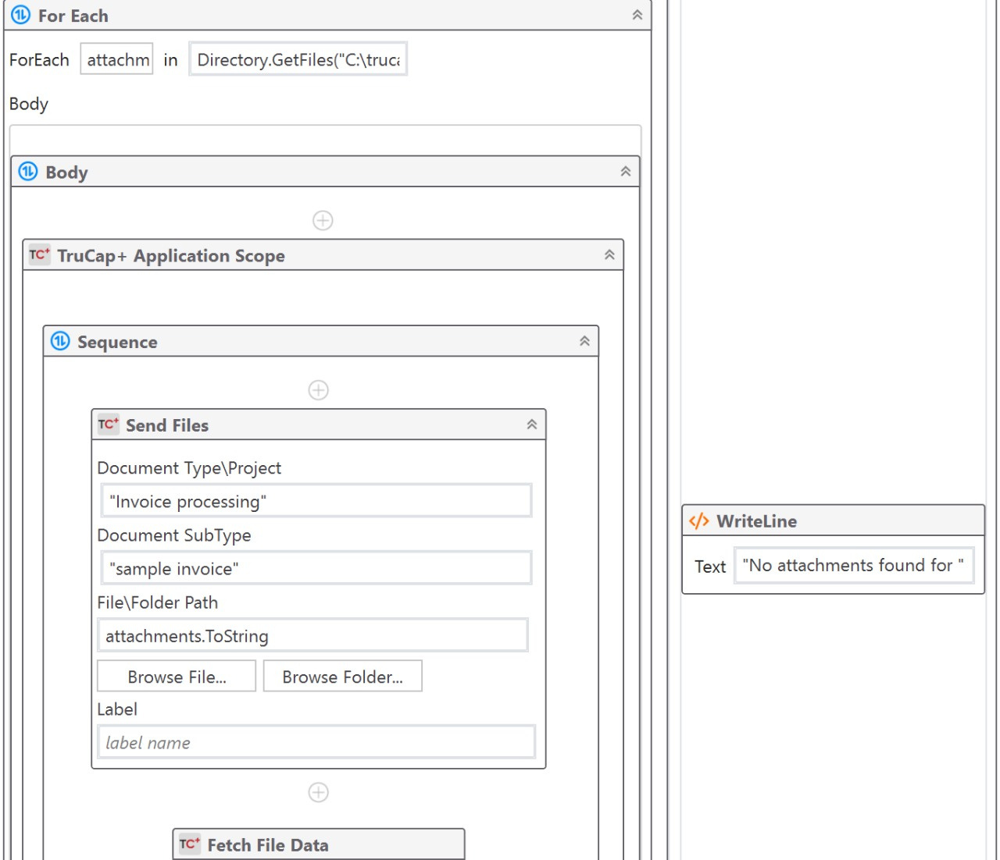 For Each
ForEach attachm in Directory.GetFiles("C:\truca
Body
Body
TC+ TruCap+ Application Scope
Sequence
TC+ Send Files
Document Type\Project
"Invoice processing"
Document SubType
"sample invoice"
File\Folder Path
attachments.ToString
Browse File... Browse Folder...
Label
label name
TC+ Fetch File Data
</> WriteLine
Text "No attachments found for "